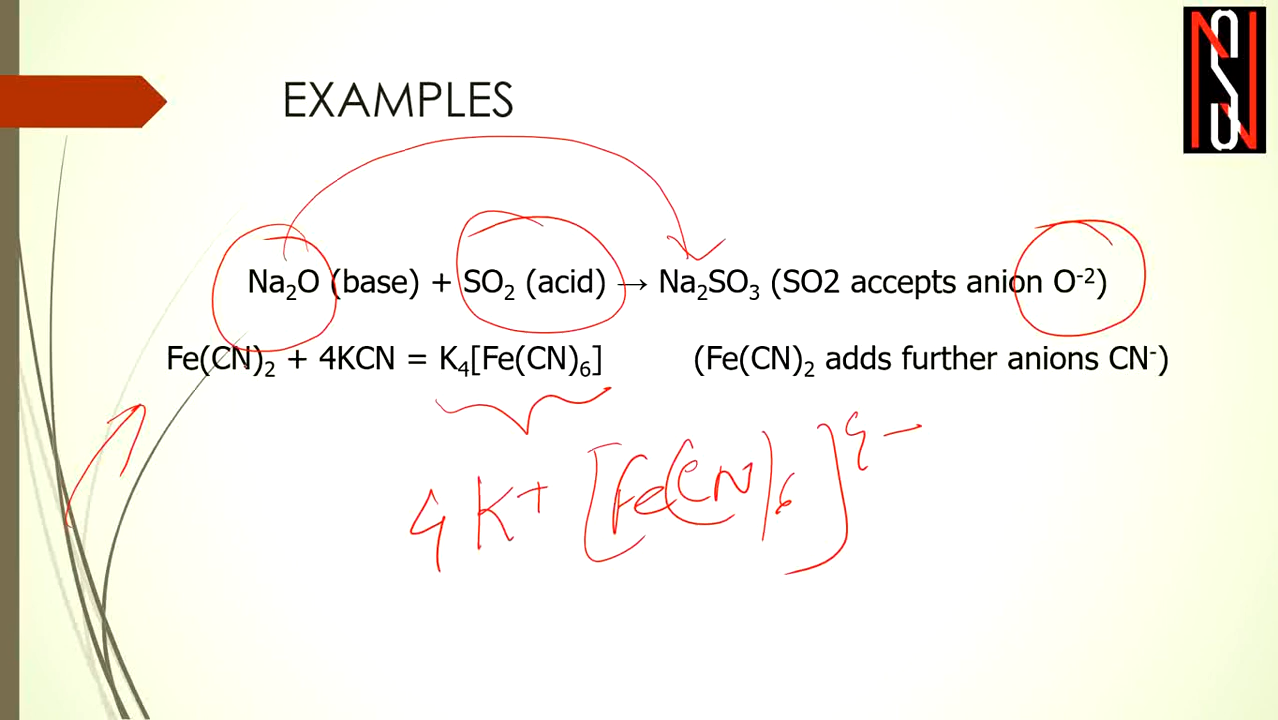 EXAMPLES
Na₂O (base) + SO₂ (acid) → Na₂SO₃ (SO2 accepts anion O⁻²)
Fe(CN)₂ + 4KCN = K₄[Fe(CN)₆] (Fe(CN)₂ adds further anions CN⁻)
4K+ [Fe(CN)6]4-